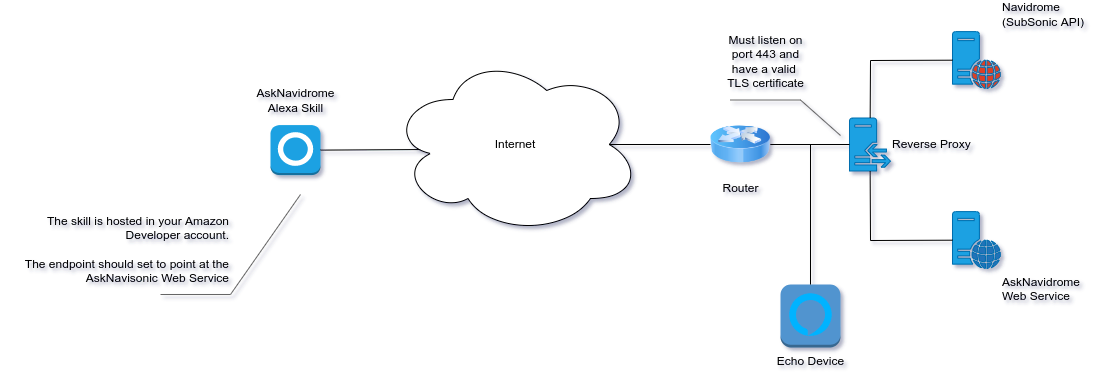 Navidrome
(SubSonic API)
Must listen on
port 443 and
have a valid
TLS certificate
AskNavidrome
Alexa Skill
Internet
Reverse Proxy
Router
The skill is hosted in your Amazon
Developer account.
The endpoint should set to point at the
AskNavisonic Web Service
AskNavidrome
Web Service
Echo Device